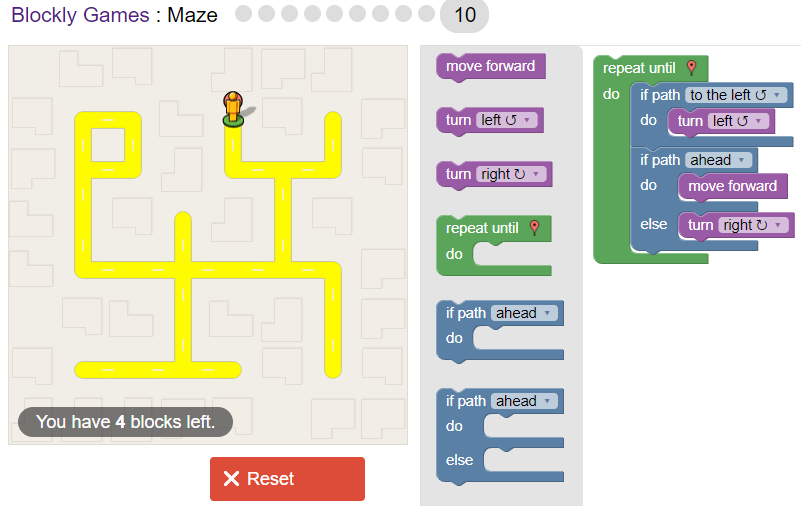 Blockly Games : Maze 10
move forward
turn left ↺ ▾
turn right ↻ ▾
repeat until
do
if path ahead ▾
do
if path ahead ▾
do
else
repeat until
do if path to the left ↺ ▾
do turn left ↺ ▾
if path ahead ▾
do move forward
else turn right ↻ ▾
You have 4 blocks left.
Reset